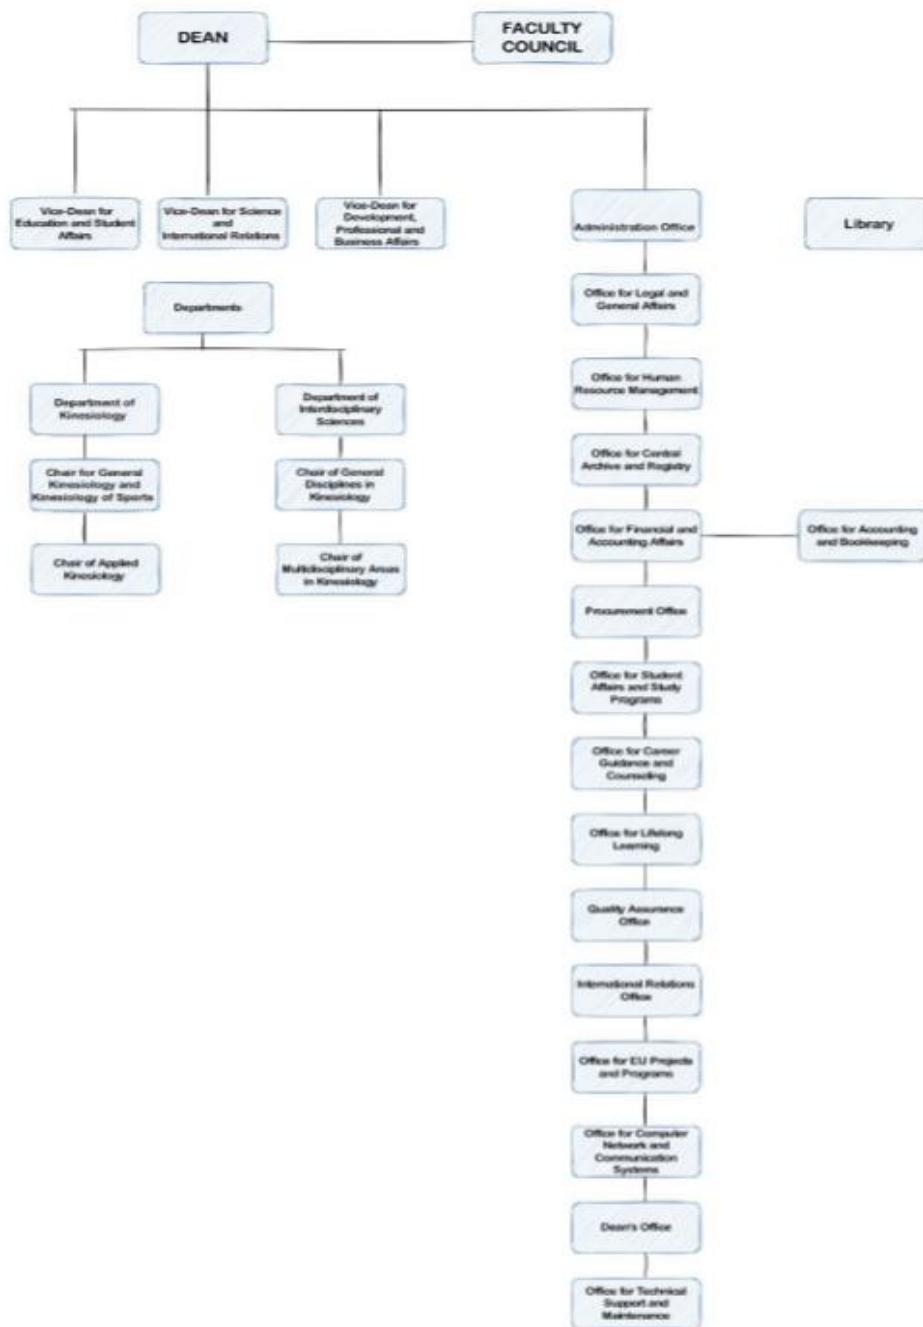 DEAN
FACULTY
COUNCIL
Vice-Dean for
Education and Student
Affairs
Vice-Dean for Science
and
International Relations
Vice-Dean for
Development,
Professional and
Business Affairs
Administration Office
Library
Departments
Department of
Kinesiology
Chair for General
Kinesiology and
Kinesiology of Sports
Chair of Applied
Kinesiology
Department of
Interdisciplinary
Sciences
Chair of General
Disciplines in
Kinesiology
Chair of
Multidisciplinary Areas
in Kinesiology
Office for Legal and
General Affairs
Office for Human
Resource Management
Office for Central
Archive and Registry
Office for Financial and
Accounting Affairs
Office for Accounting
and Bookkeeping
Procurement Office
Office for Student
Affairs and Study
Programs
Office for Career
Guidance and
Counseling
Office for Lifelong
Learning
Quality Assurance
Office
International Relations
Office
Office for EU Projects
and Programs
Office for Computer
Network and
Communication
Systems
Dean's Office
Office for Technical
Support and
Maintenance